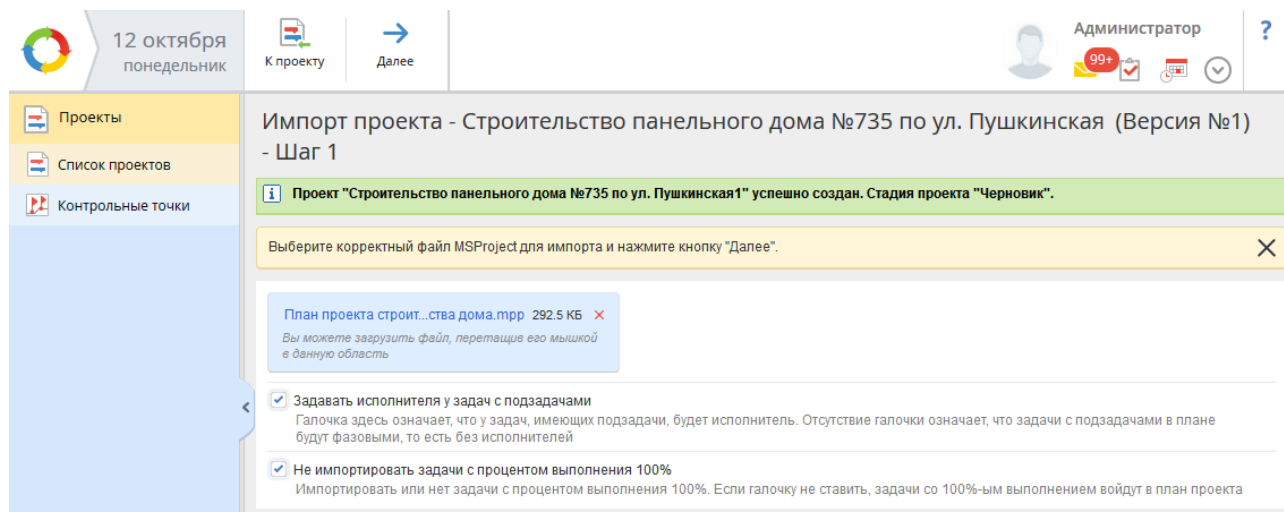 12 октября
понедельник
К проекту
Далее
Администратор
99+
?
Проекты
Список проектов
Контрольные точки
Импорт проекта - Строительство панельного дома №735 по ул. Пушкинская (Версия №1)
- Шаг 1
Проект "Строительство панельного дома №735 по ул. Пушкинская1" успешно создан. Стадия проекта "Черновик".
Выберите корректный файл MSProject для импорта и нажмите кнопку "Далее".
План проекта строит...ства дома.mpp 292.5 КБ
Вы можете загрузить файл, перетащив его мышкой
в данную область
Задавать исполнителя у задач с подзадачами
Галочка здесь означает, что у задач, имеющих подзадачи, будет исполнитель. Отсутствие галочки означает, что задачи с подзадачами в плане
будут фазовыми, то есть без исполнителей
Не импортировать задачи с процентом выполнения 100%
Импортировать или нет задачи с процентом выполнения 100%. Если галочку не ставить, задачи со 100%-ым выполнением войдут в план проекта